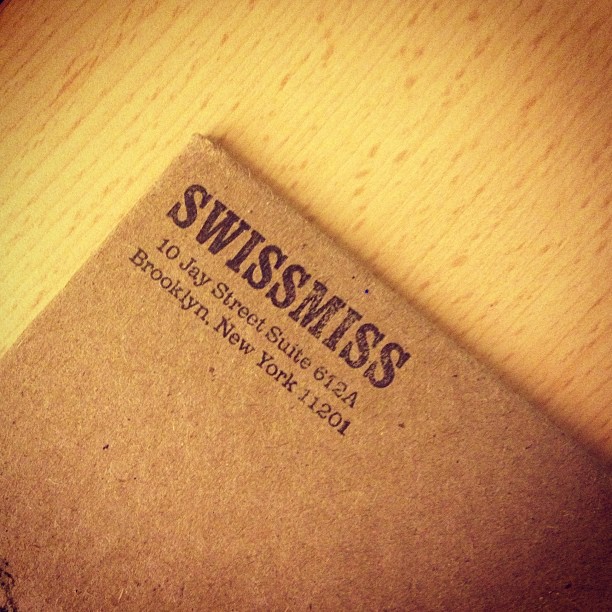 SWISSMISS
10 Jay Street Suite 612A
Brooklyn, New York 11201